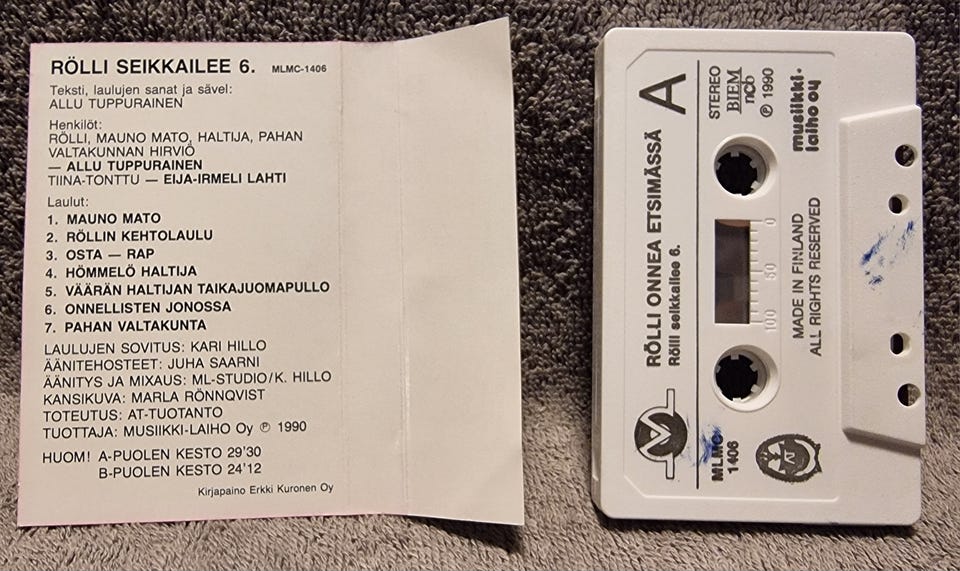 RÖLLI SEIKKAILEE 6. MLMC-1406
Teksti, laulujen sanat ja sävel:
ALLU TUPPURAINEN
Henkilöt:
RÖLLI, MAUNO MATO, HALTIJA, PAHAN
VALTAKUNNAN HIRVIÖ
— ALLU TUPPURAINEN
TIINA-TONTTU — EIJA-IRMELI LAHTI
Laulut:
1. MAUNO MATO
2. RÖLLIN KEHTOLAULU
3. OSTA — RAP
4. HÖMMELÖ HALTIJA
5. VÄÄRÄN HALTIJAN TAIKAJUOMAPULLO
6. ONNELLISTEN JONOSSA
7. PAHAN VALTAKUNTA
LAULUJEN SOVITUS: KARI HILLO
ÄÄNITEHOSTEET: JUHA SAARNI
ÄÄNITYS JA MIXAUS: ML-STUDIO/K. HILLO
KANSIKUVA: MARLA RÖNNQVIST
TOTEUTUS: AT-TUOTANTO
TUOTTAJA: MUSIIKKI-LAIHO Oy ℗ 1990
HUOM! A-PUOLEN KESTO 29'30
B-PUOLEN KESTO 24'12
Kirjapaino Erkki Kuronen Oy
A
RÖLLI ONNEA ETSIMÄSSÄ
Rölli seikkailee 6.
STEREO
BIEM
ncb
℗ 1990
musiikki-
laiho oy
0 50 100
MADE IN FINLAND
ALL RIGHTS RESERVED
MLMC
1406
AT